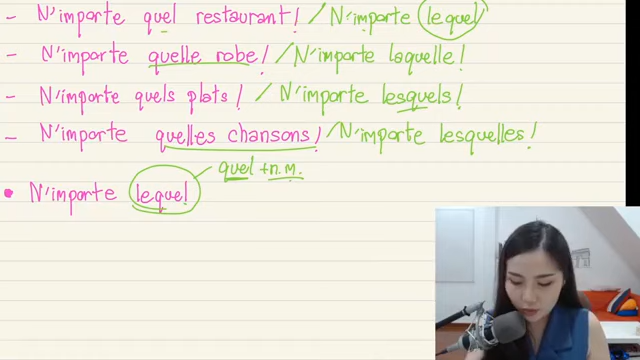 - N'importe quel restaurant! / N'importe lequel
- N'importe quelle robe! / N'importe laquelle!
- N'importe quels plats! / N'importe lesquels!
- N'importe quelles chansons! / N'importe lesquelles!
quel + n.m.
• N'importe lequel